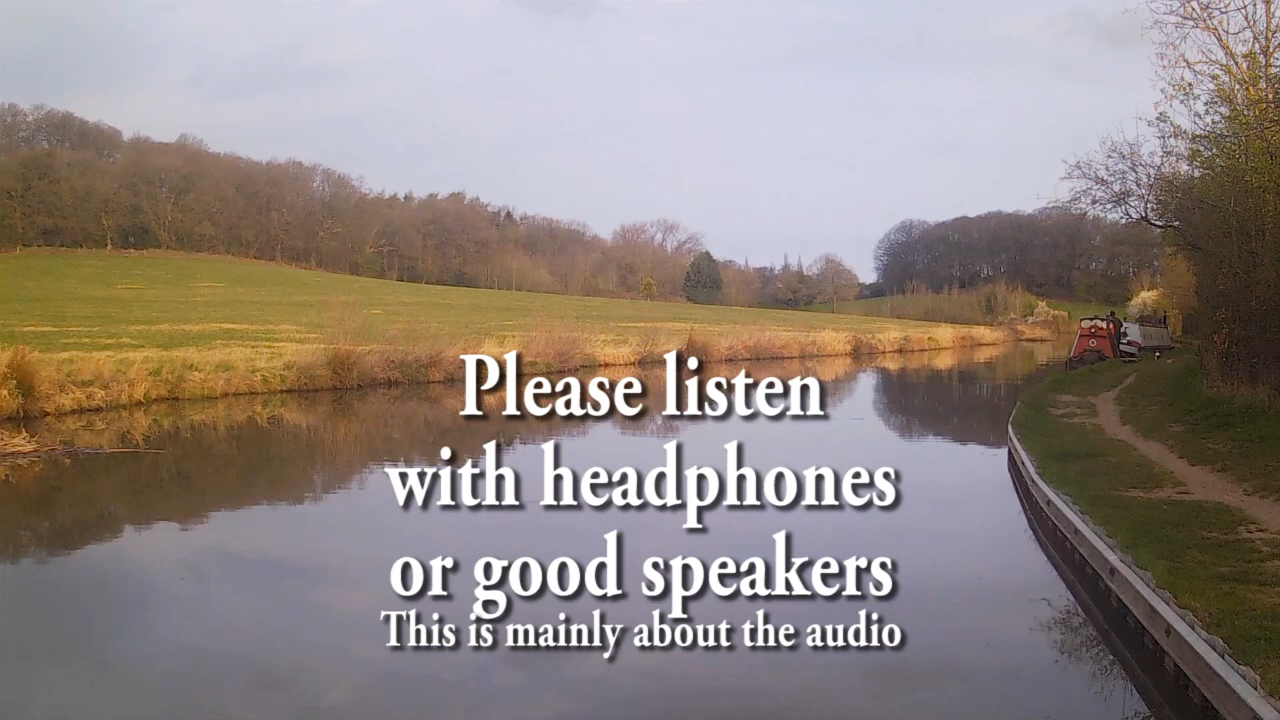 Please listen
with headphones
or good speakers
This is mainly about the audio